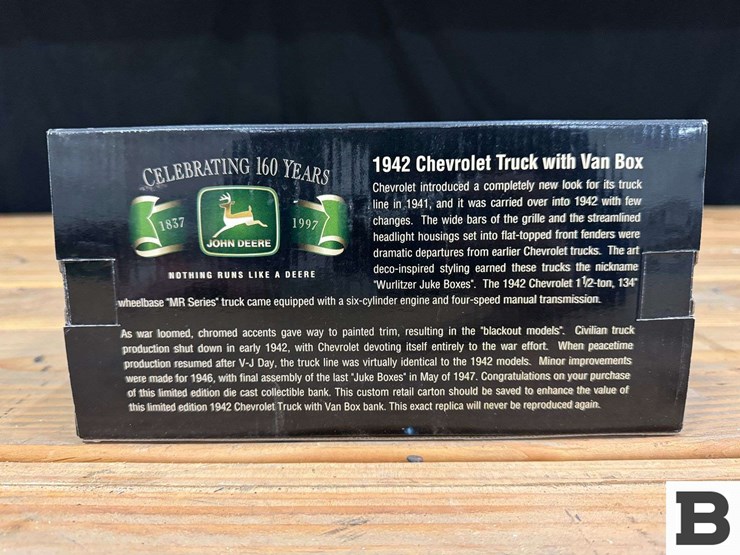 CELEBRATING 160 YEARS
1837
1997
JOHN DEERE
NOTHING RUNS LIKE A DEERE
1942 Chevrolet Truck with Van Box
Chevrolet introduced a completely new look for its truck
line in 1941, and it was carried over into 1942 with few
changes. The wide bars of the grille and the streamlined
headlight housings set into flat-topped front fenders were
dramatic departures from earlier Chevrolet trucks. The art
deco-inspired styling earned these trucks the nickname
"Wurlitzer Juke Boxes". The 1942 Chevrolet 1 1/2-ton, 134"
wheelbase "MR Series" truck came equipped with a six-cylinder engine and four-speed manual transmission.
As war loomed, chromed accents gave way to painted trim, resulting in the "blackout models". Civilian truck
production shut down in early 1942, with Chevrolet devoting itself entirely to the war effort. When peacetime
production resumed after V-J Day, the truck line was virtually identical to the 1942 models. Minor improvements
were made for 1946, with final assembly of the last "Juke Boxes" in May of 1947. Congratulations on your purchase
of this limited edition die cast collectible bank. This custom retail carton should be saved to enhance the value of
this limited edition 1942 Chevrolet Truck with Van Box bank. This exact replica will never be reproduced again.
B